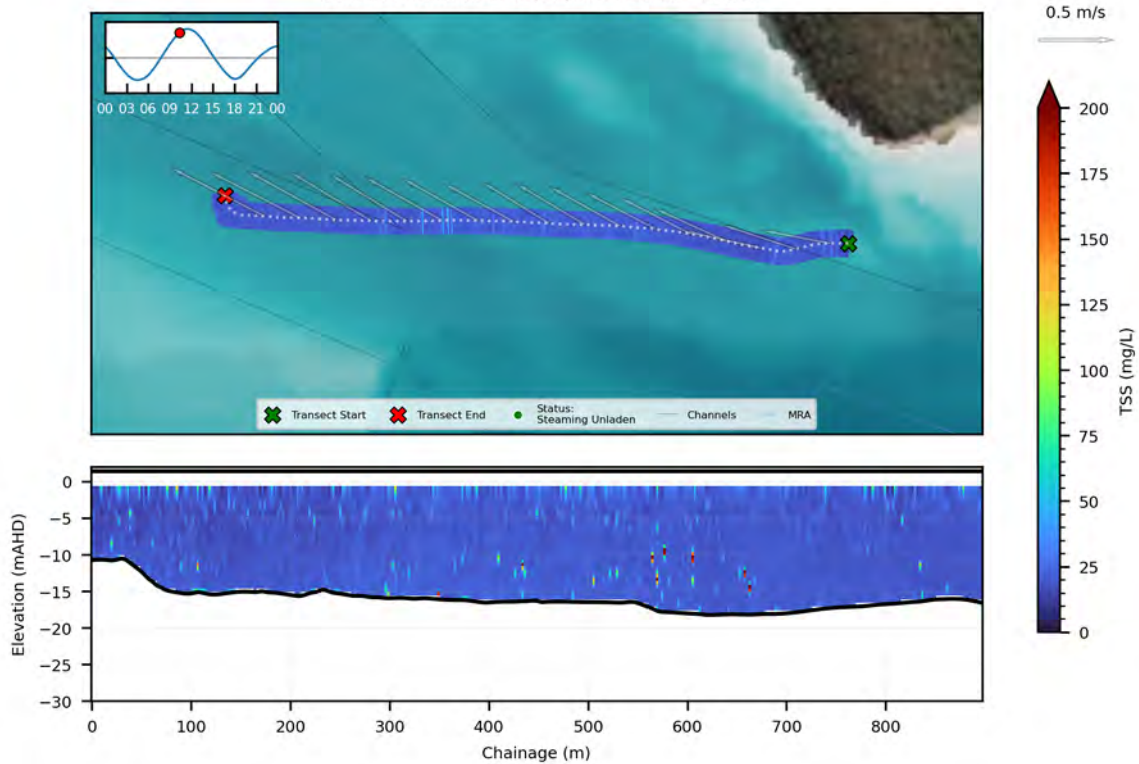 00 03 06 09 12 15 18 21 00
0.5 m/s
Transect Start
Transect End
Status:
Steaming Unladen
Channels
MRA
200
175
150
125
100
75
50
25
0
TSS (mg/L)
0
−5
−10
−15
−20
−25
−30
Elevation (mAHD)
0 100 200 300 400 500 600 700 800
Chainage (m)